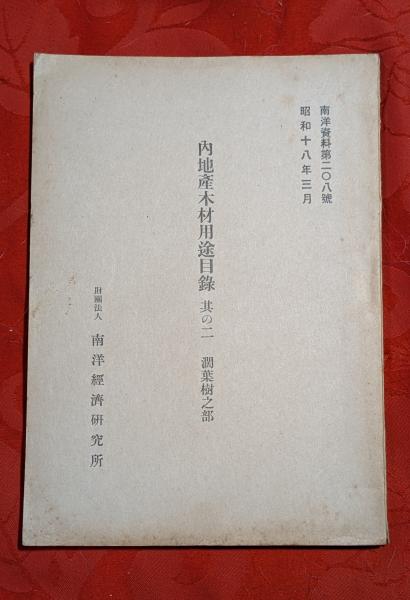 南洋資料第二〇八號
昭和十八年三月
內地產木材用途目錄 其の二 濶葉樹之部
財團法人 南洋經濟硏究所